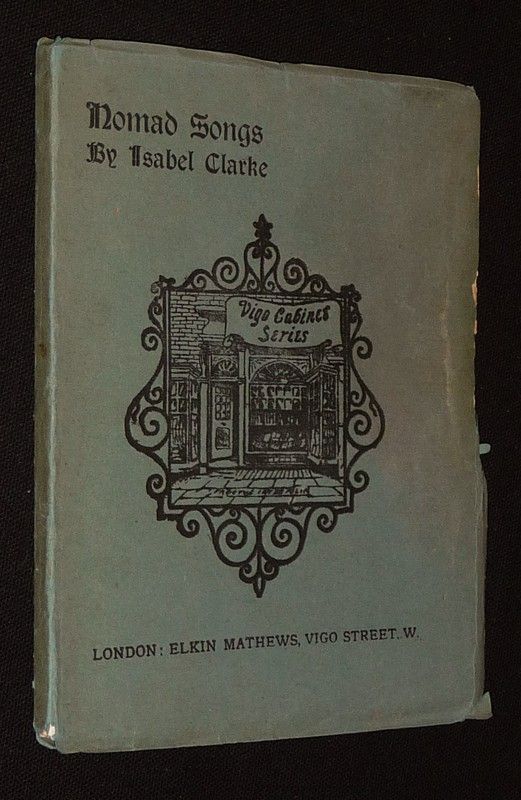 Nomad Songs
By Isabel Clarke
Vigo Cabinet
Series
LONDON: ELKIN MATHEWS, VIGO STREET, W.